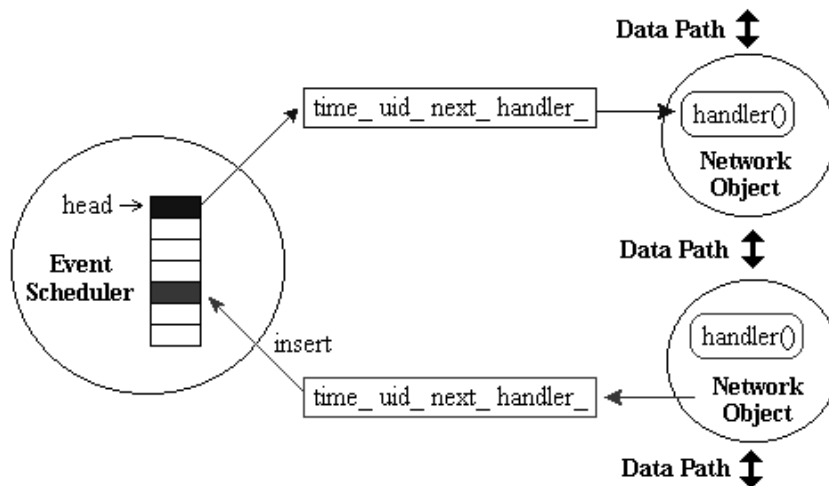 Data Path
time_ uid_ next_ handler_
handler()
Network
Object
head
Event
Scheduler
Data Path
insert
handler()
time_ uid_ next_ handler_
Network
Object
Data Path